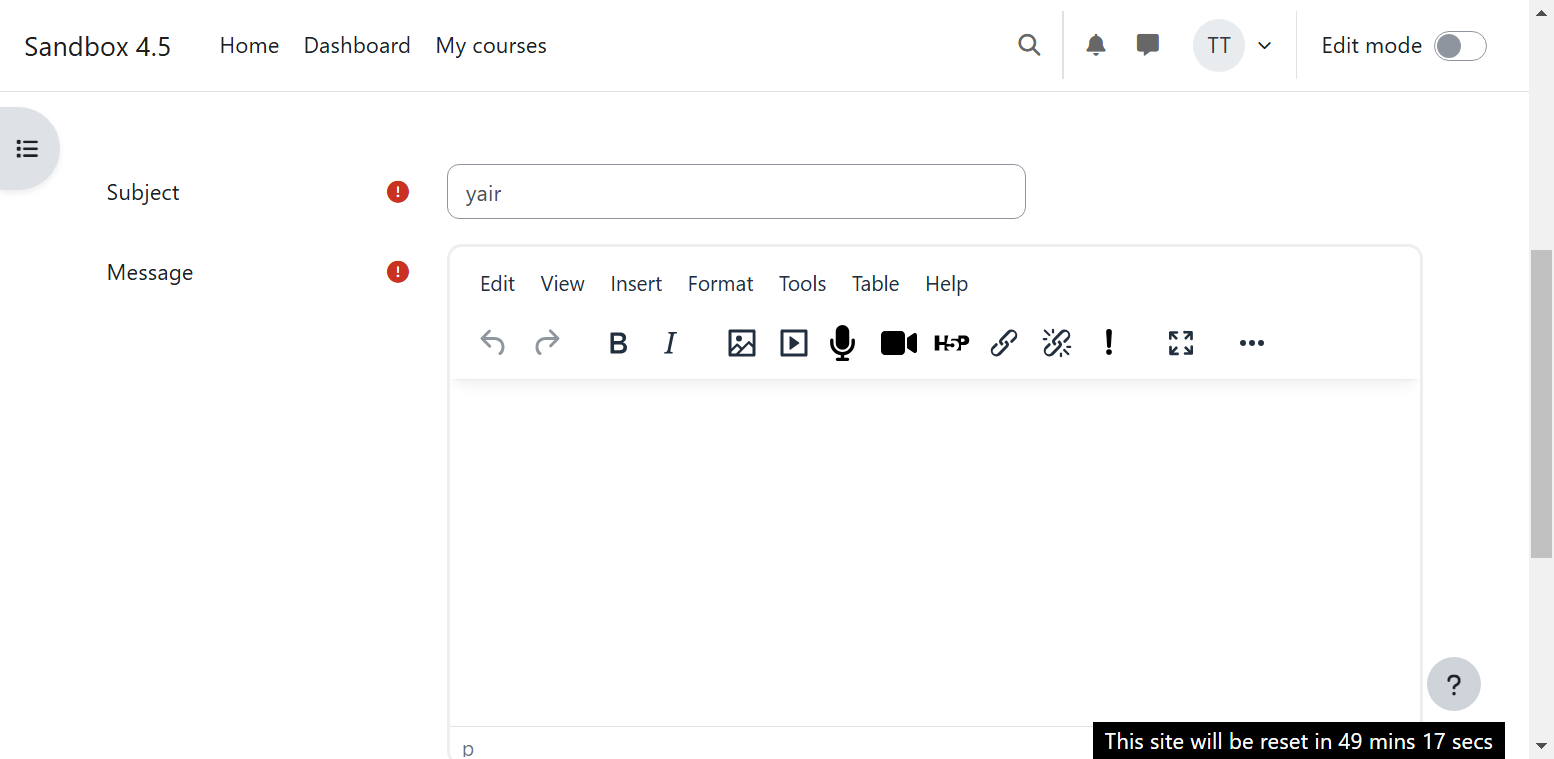 Sandbox 4.5 Home Dashboard My courses TT Edit mode
Subject ! yair
Message !
Edit View Insert Format Tools Table Help
B I H5P !
p
?
This site will be reset in 49 mins 17 secs